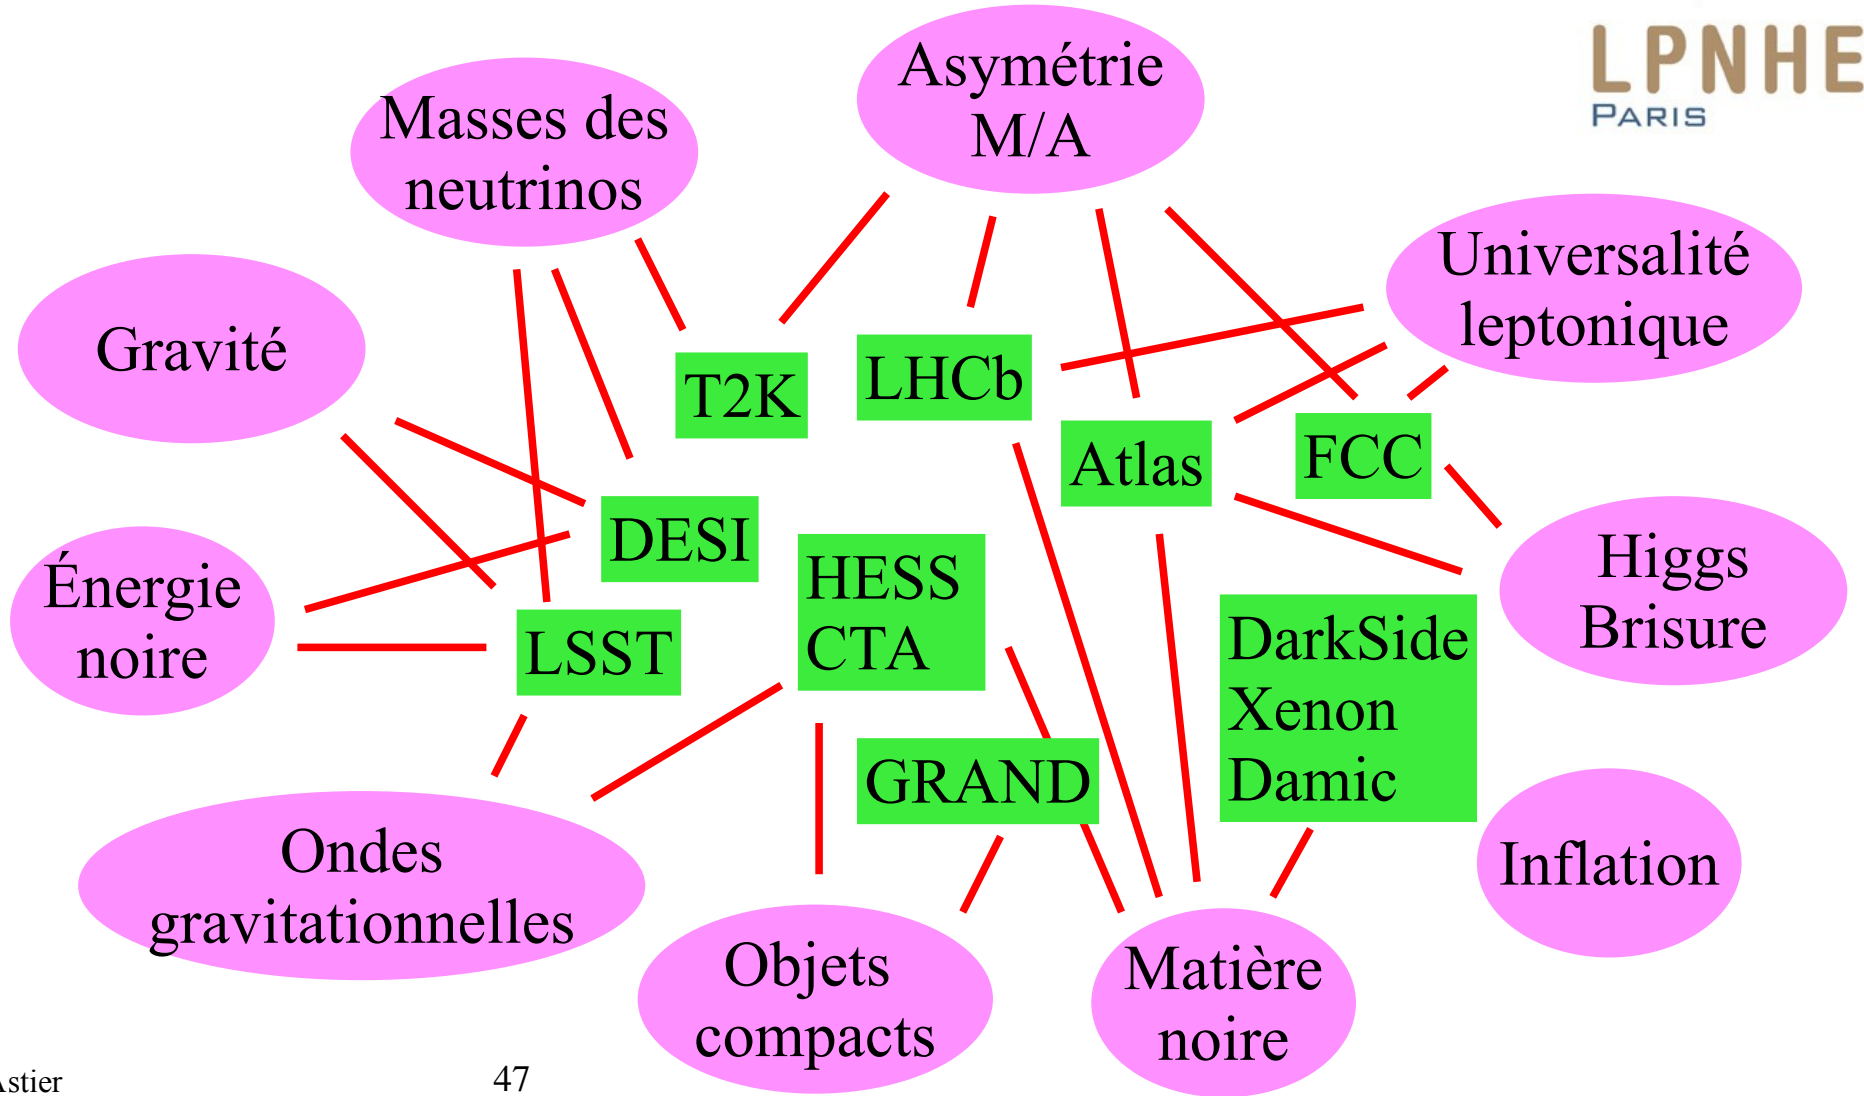 LPNHE
PARIS
Asymétrie
M/A
Masses des
neutrinos
Universalité
leptonique
Gravité
T2K
LHCb
Atlas
FCC
DESI
HESS
CTA
Énergie
noire
LSST
Higgs
Brisure
DarkSide
Xenon
Damic
GRAND
Inflation
Ondes
gravitationnelles
Objets
compacts
Matière
noire
Astier
47